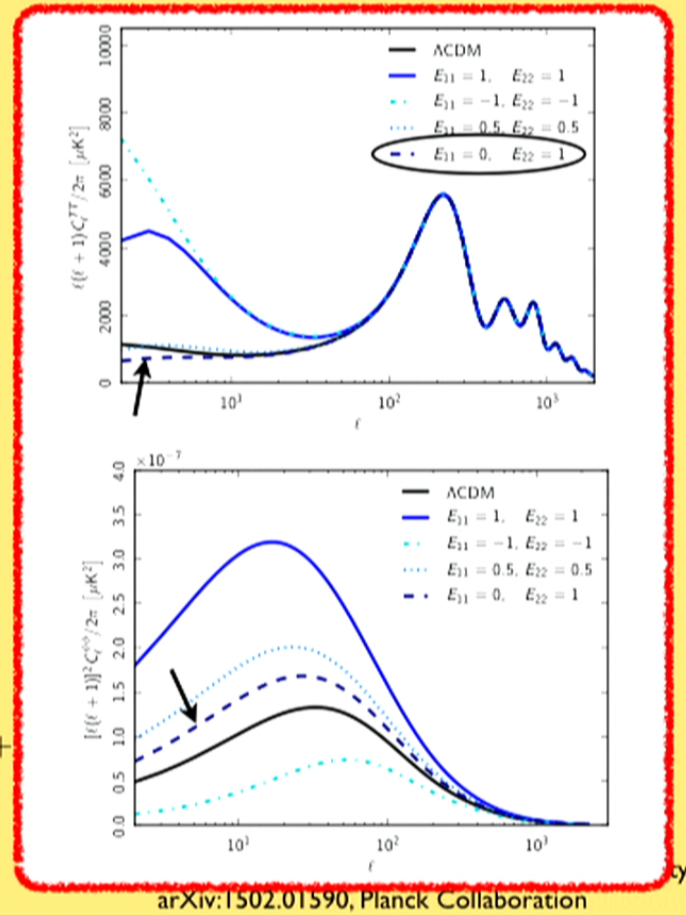 10000
8000
6000
4000
2000
0
ℓ(ℓ + 1)C_ℓ^TT/2π [μK²]
ΛCDM
E₁₁ = 1, E₂₂ = 1
E₁₁ = −1, E₂₂ = −1
E₁₁ = 0.5, E₂₂ = 0.5
E₁₁ = 0, E₂₂ = 1
10¹ 10² 10³
ℓ
×10⁻⁷
4.0
3.5
3.0
2.5
2.0
1.5
1.0
0.5
0.0
[ℓ(ℓ + 1)]²C_ℓ^ϕϕ/2π [μK²]
ΛCDM
E₁₁ = 1, E₂₂ = 1
E₁₁ = −1, E₂₂ = −1
E₁₁ = 0.5, E₂₂ = 0.5
E₁₁ = 0, E₂₂ = 1
10¹ 10² 10³
ℓ
+
ty
arXiv:1502.01590, Planck Collaboration